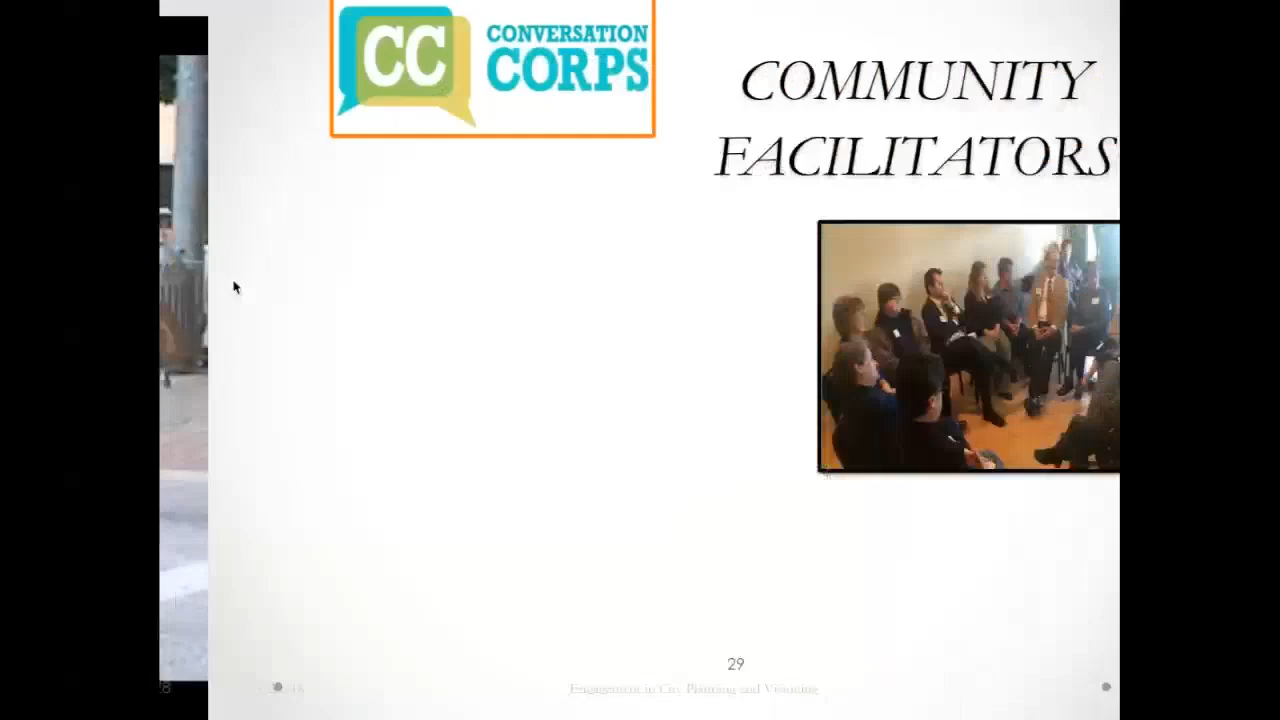 CC
CONVERSATION
CORPS
COMMUNITY
FACILITATORS
29
Engagement in City Planning and Visioning